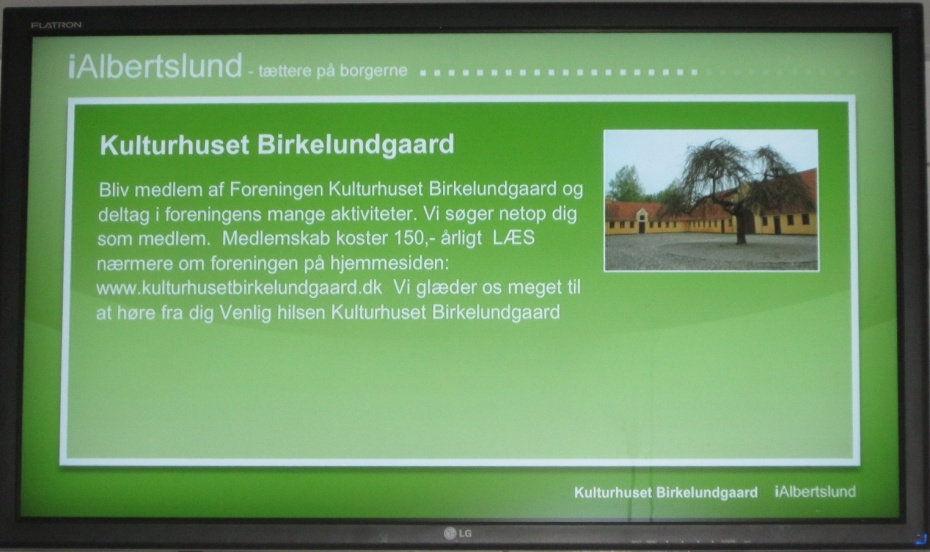 FLATRON
iAlbertslund - tættere på borgerne
Kulturhuset Birkelundgaard
Bliv medlem af Foreningen Kulturhuset Birkelundgaard og
deltag i foreningens mange aktiviteter. Vi søger netop dig
som medlem.  Medlemskab koster 150,- årligt  LÆS
nærmere om foreningen på hjemmesiden:
www.kulturhusetbirkelundgaard.dk  Vi glæder os meget til
at høre fra dig Venlig hilsen Kulturhuset Birkelundgaard
Kulturhuset Birkelundgaard iAlbertslund
LG